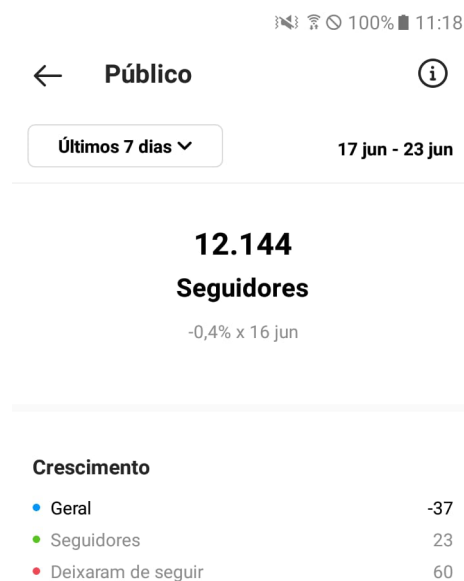 100% 11:18
Público
Últimos 7 dias
17 jun - 23 jun
12.144
Seguidores
-0,4% x 16 jun
Crescimento
Geral -37
Seguidores 23
Deixaram de seguir 60